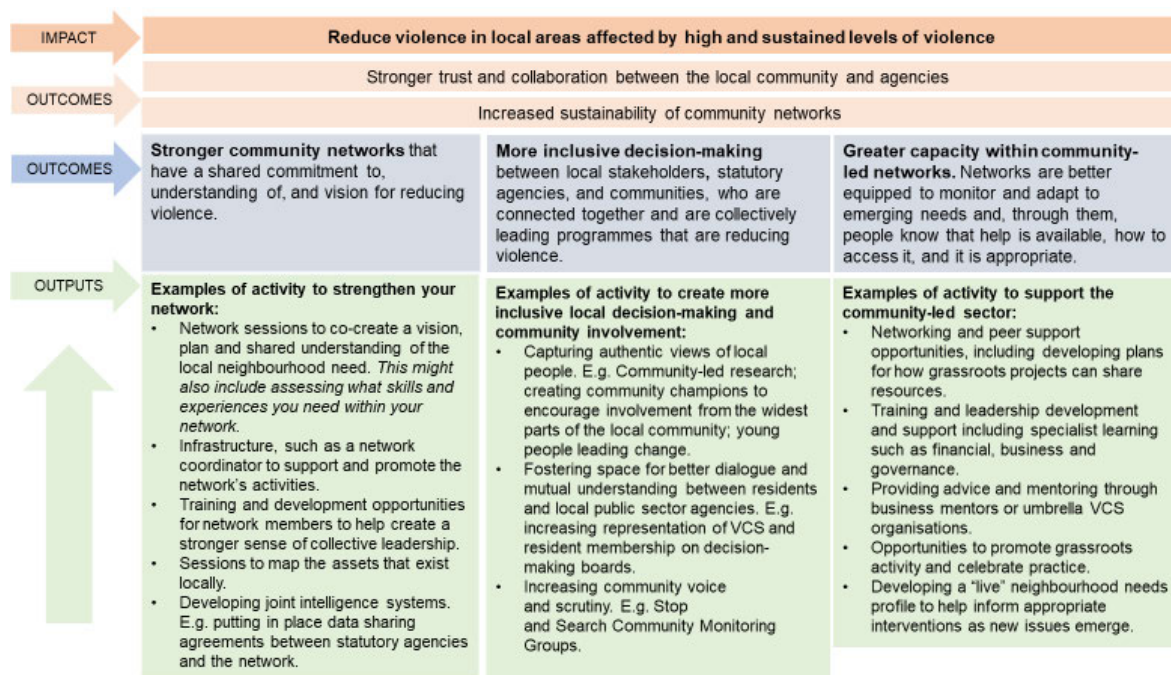 IMPACT
Reduce violence in local areas affected by high and sustained levels of violence
OUTCOMES
Stronger trust and collaboration between the local community and agencies
Increased sustainability of community networks
OUTCOMES
Stronger community networks that
have a shared commitment to,
understanding of, and vision for reducing
violence.
More inclusive decision-making
between local stakeholders, statutory
agencies, and communities, who are
connected together and are collectively
leading programmes that are reducing
violence.
Greater capacity within community-
led networks. Networks are better
equipped to monitor and adapt to
emerging needs and, through them,
people know that help is available, how to
access it, and it is appropriate.
OUTPUTS
Examples of activity to strengthen your
network:
• Network sessions to co-create a vision,
plan and shared understanding of the
local neighbourhood need. This might
also include assessing what skills and
experiences you need within your
network.
• Infrastructure, such as a network
coordinator to support and promote the
network's activities.
• Training and development opportunities
for network members to help create a
stronger sense of collective leadership.
• Sessions to map the assets that exist
locally.
• Developing joint intelligence systems.
E.g. putting in place data sharing
agreements between statutory agencies
and the network.
Examples of activity to create more
inclusive local decision-making and
community involvement:
• Capturing authentic views of local
people. E.g. Community-led research;
creating community champions to
encourage involvement from the widest
parts of the local community; young
people leading change.
• Fostering space for better dialogue and
mutual understanding between residents
and local public sector agencies. E.g.
increasing representation of VCS and
resident membership on decision-
making boards.
• Increasing community voice
and scrutiny. E.g. Stop
and Search Community Monitoring
Groups.
Examples of activity to support the
community-led sector:
• Networking and peer support
opportunities, including developing plans
for how grassroots projects can share
resources.
• Training and leadership development
and support including specialist learning
such as financial, business and
governance.
• Providing advice and mentoring through
business mentors or umbrella VCS
organisations.
• Opportunities to promote grassroots
activity and celebrate practice.
• Developing a "live" neighbourhood needs
profile to help inform appropriate
interventions as new issues emerge.